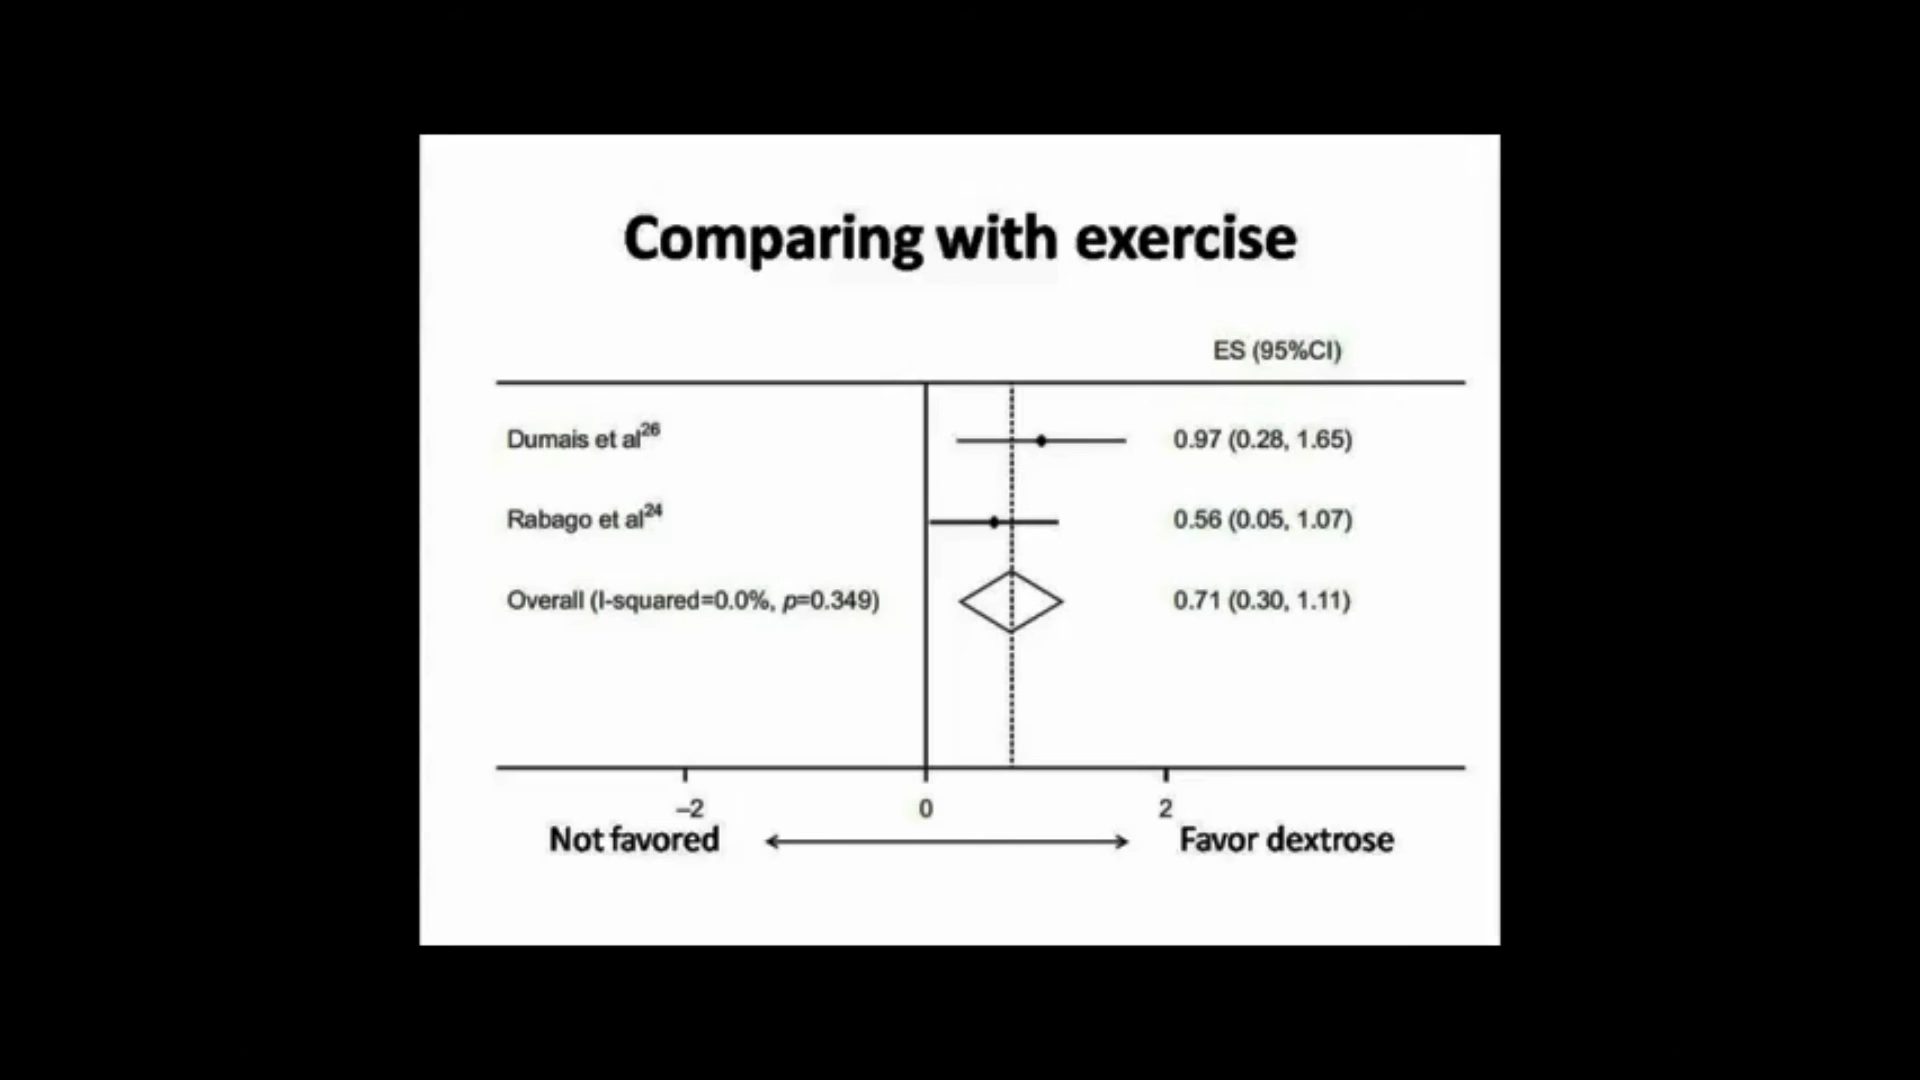 Comparing with exercise
ES (95%CI)
Dumais et al26 0.97 (0.28, 1.65)
Rabago et al24 0.56 (0.05, 1.07)
Overall (I-squared=0.0%, p=0.349) 0.71 (0.30, 1.11)
–2 0 2
Not favored Favor dextrose